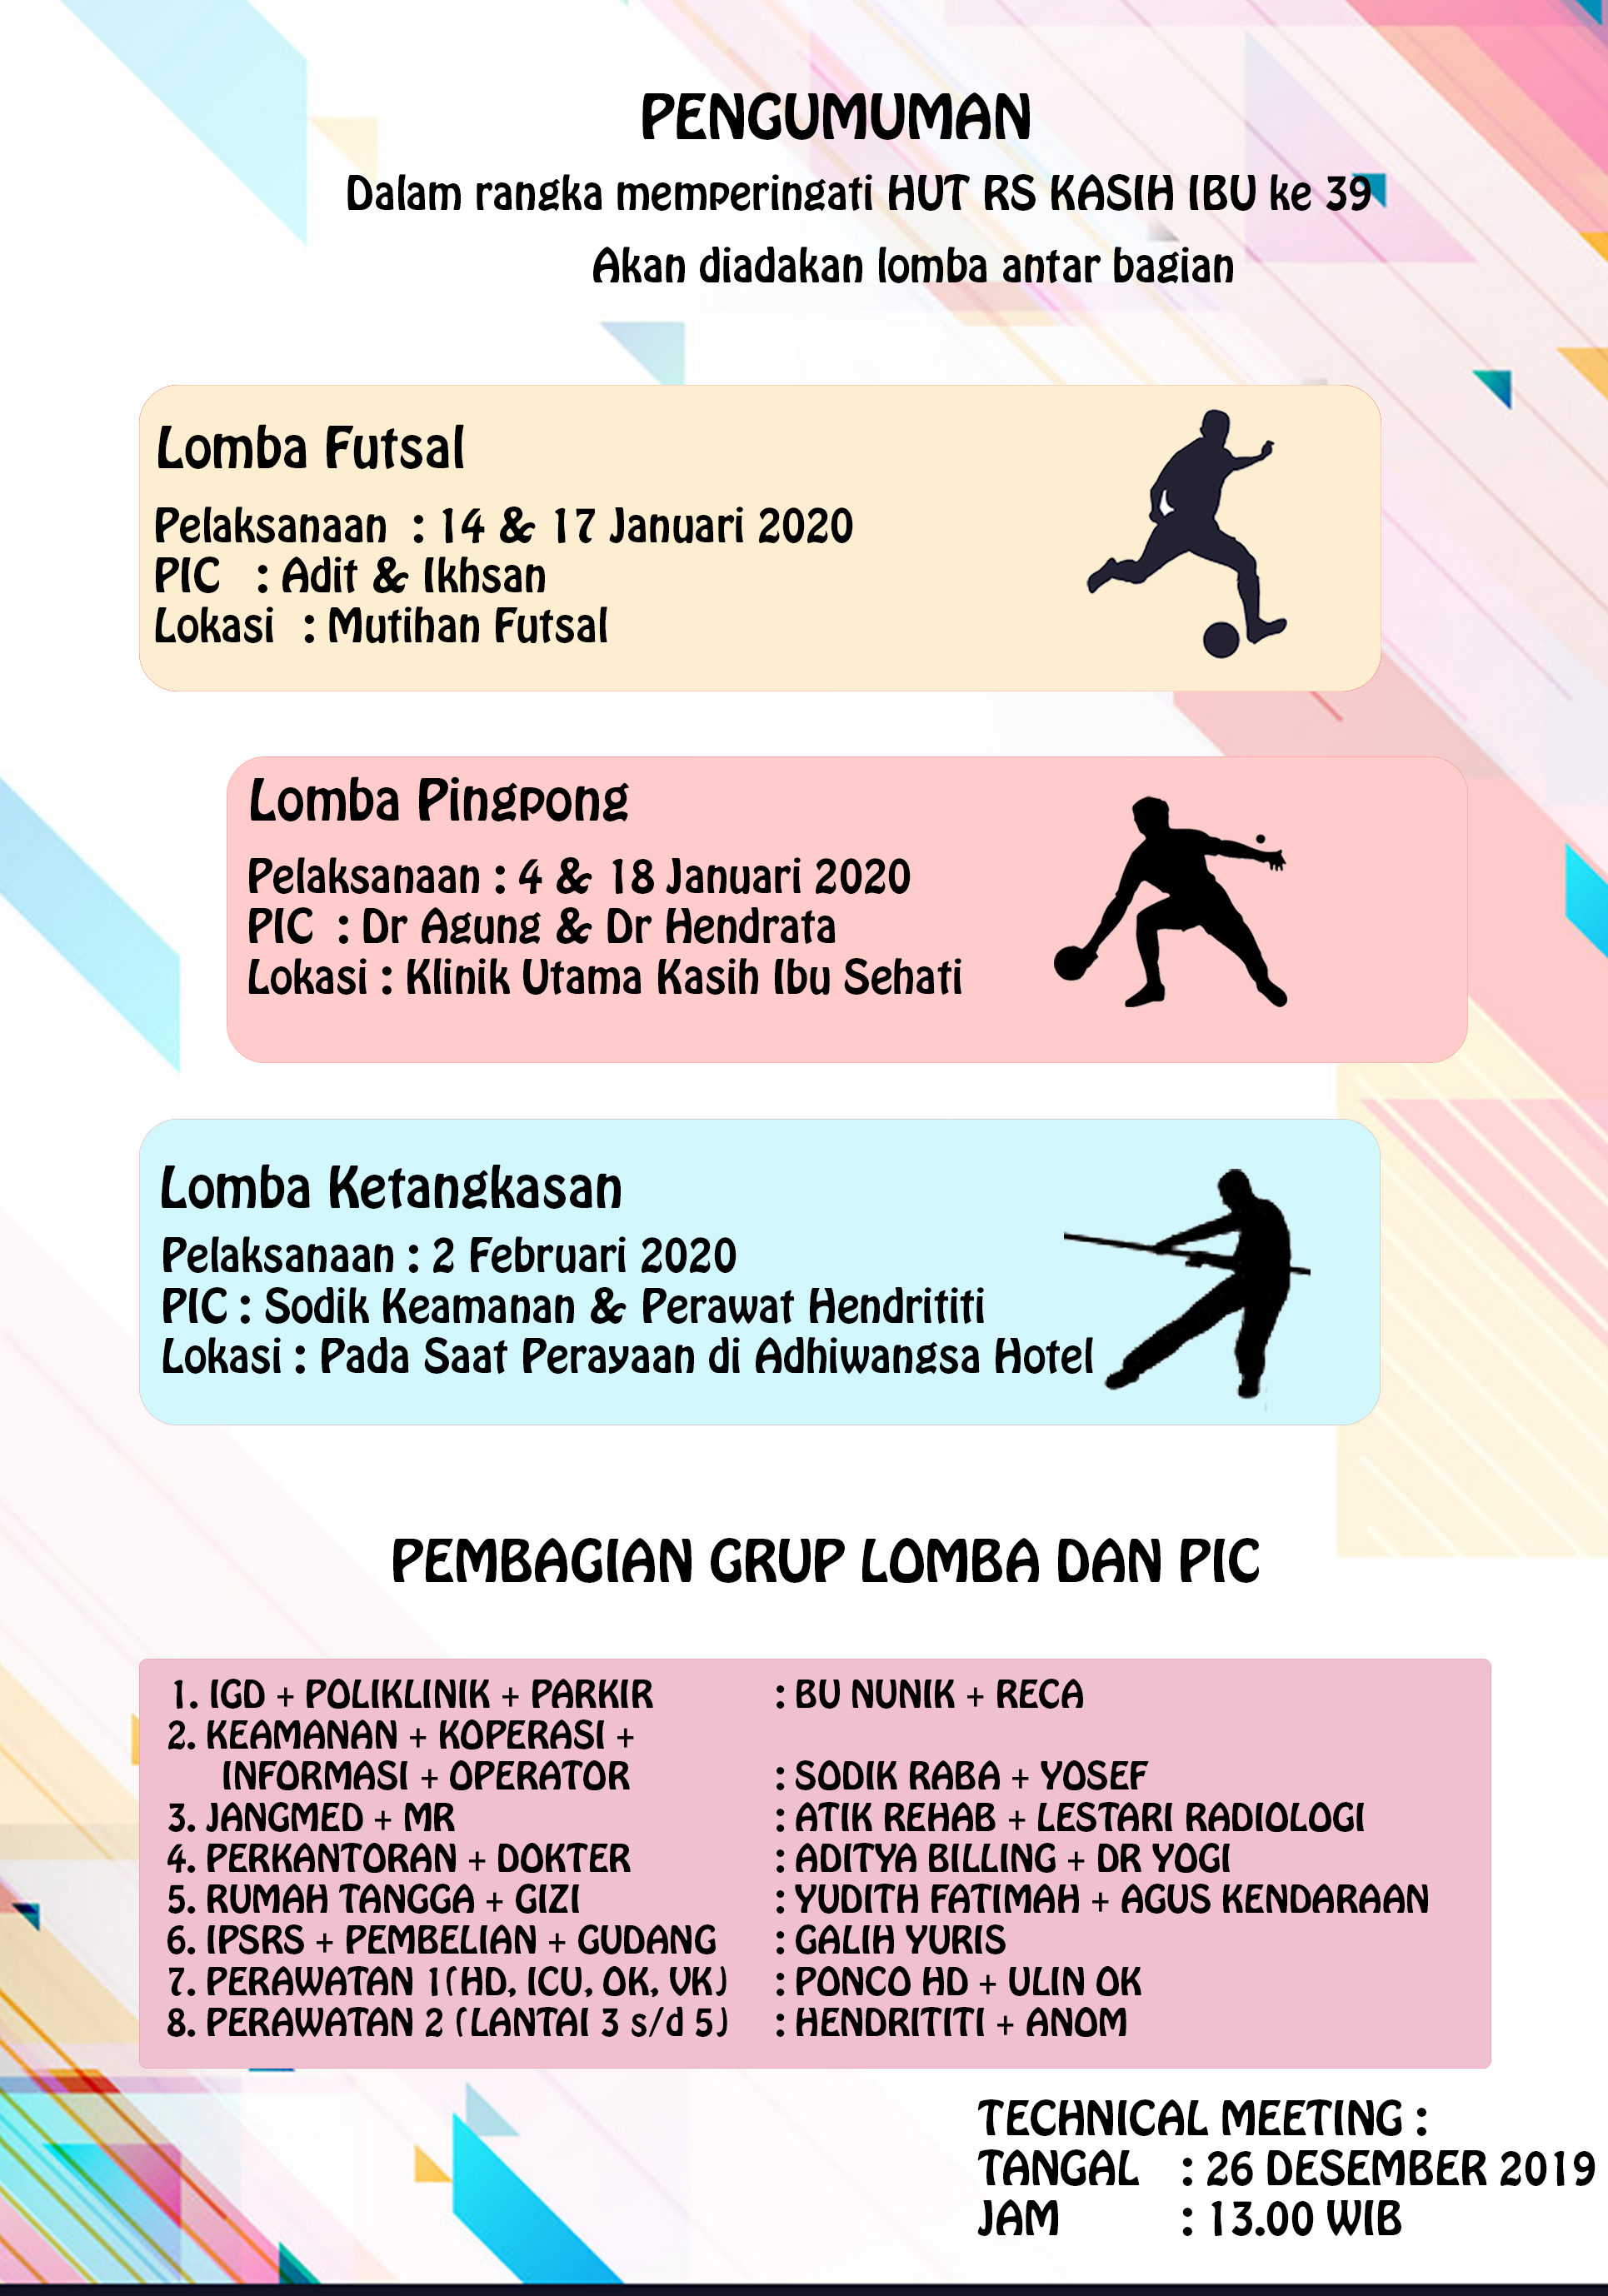 PENGUMUMAN
Dalam rangka memperingati HUT RS KASIH IBU ke 39
Akan diadakan lomba antar bagian
Lomba Futsal
Pelaksanaan : 14 & 17 Januari 2020
PIC : Adit & Ikhsan
Lokasi : Mutihan Futsal
Lomba Pingpong
Pelaksanaan : 4 & 18 Januari 2020
PIC : Dr Agung & Dr Hendrata
Lokasi : Klinik Utama Kasih Ibu Sehati
Lomba Ketangkasan
Pelaksanaan : 2 Februari 2020
PIC : Sodik Keamanan & Perawat Hendrititi
Lokasi : Pada Saat Perayaan di Adhiwangsa Hotel
PEMBAGIAN GRUP LOMBA DAN PIC
1. IGD + POLIKLINIK + PARKIR : BU NUNIK + RECA
2. KEAMANAN + KOPERASI +
INFORMASI + OPERATOR : SODIK RABA + YOSEF
3. JANGMED + MR : ATIK REHAB + LESTARI RADIOLOGI
4. PERKANTORAN + DOKTER : ADITYA BILLING + DR YOGI
5. RUMAH TANGGA + GIZI : YUDITH FATIMAH + AGUS KENDARAAN
6. IPSRS + PEMBELIAN + GUDANG : GALIH YURIS
7. PERAWATAN 1(HD, ICU, OK, VK) : PONCO HD + ULIN OK
8. PERAWATAN 2 (LANTAI 3 s/d 5) : HENDRITITI + ANOM
TECHNICAL MEETING :
TANGAL : 26 DESEMBER 2019
JAM : 13.00 WIB